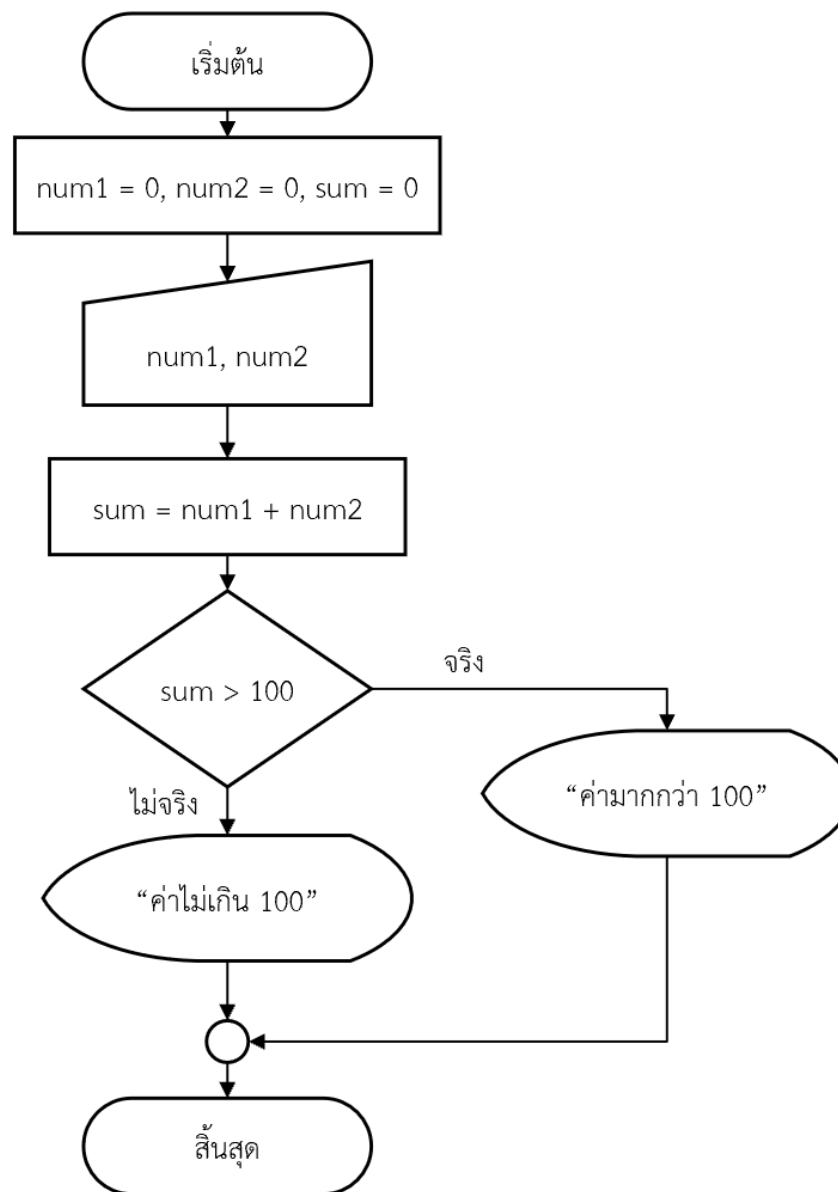 เริ่มต้น
num1 = 0, num2 = 0, sum = 0
num1, num2
sum = num1 + num2
sum > 100
จริง
“ค่ามากกว่า 100”
ไม่จริง
“ค่าไม่เกิน 100”
สิ้นสุด